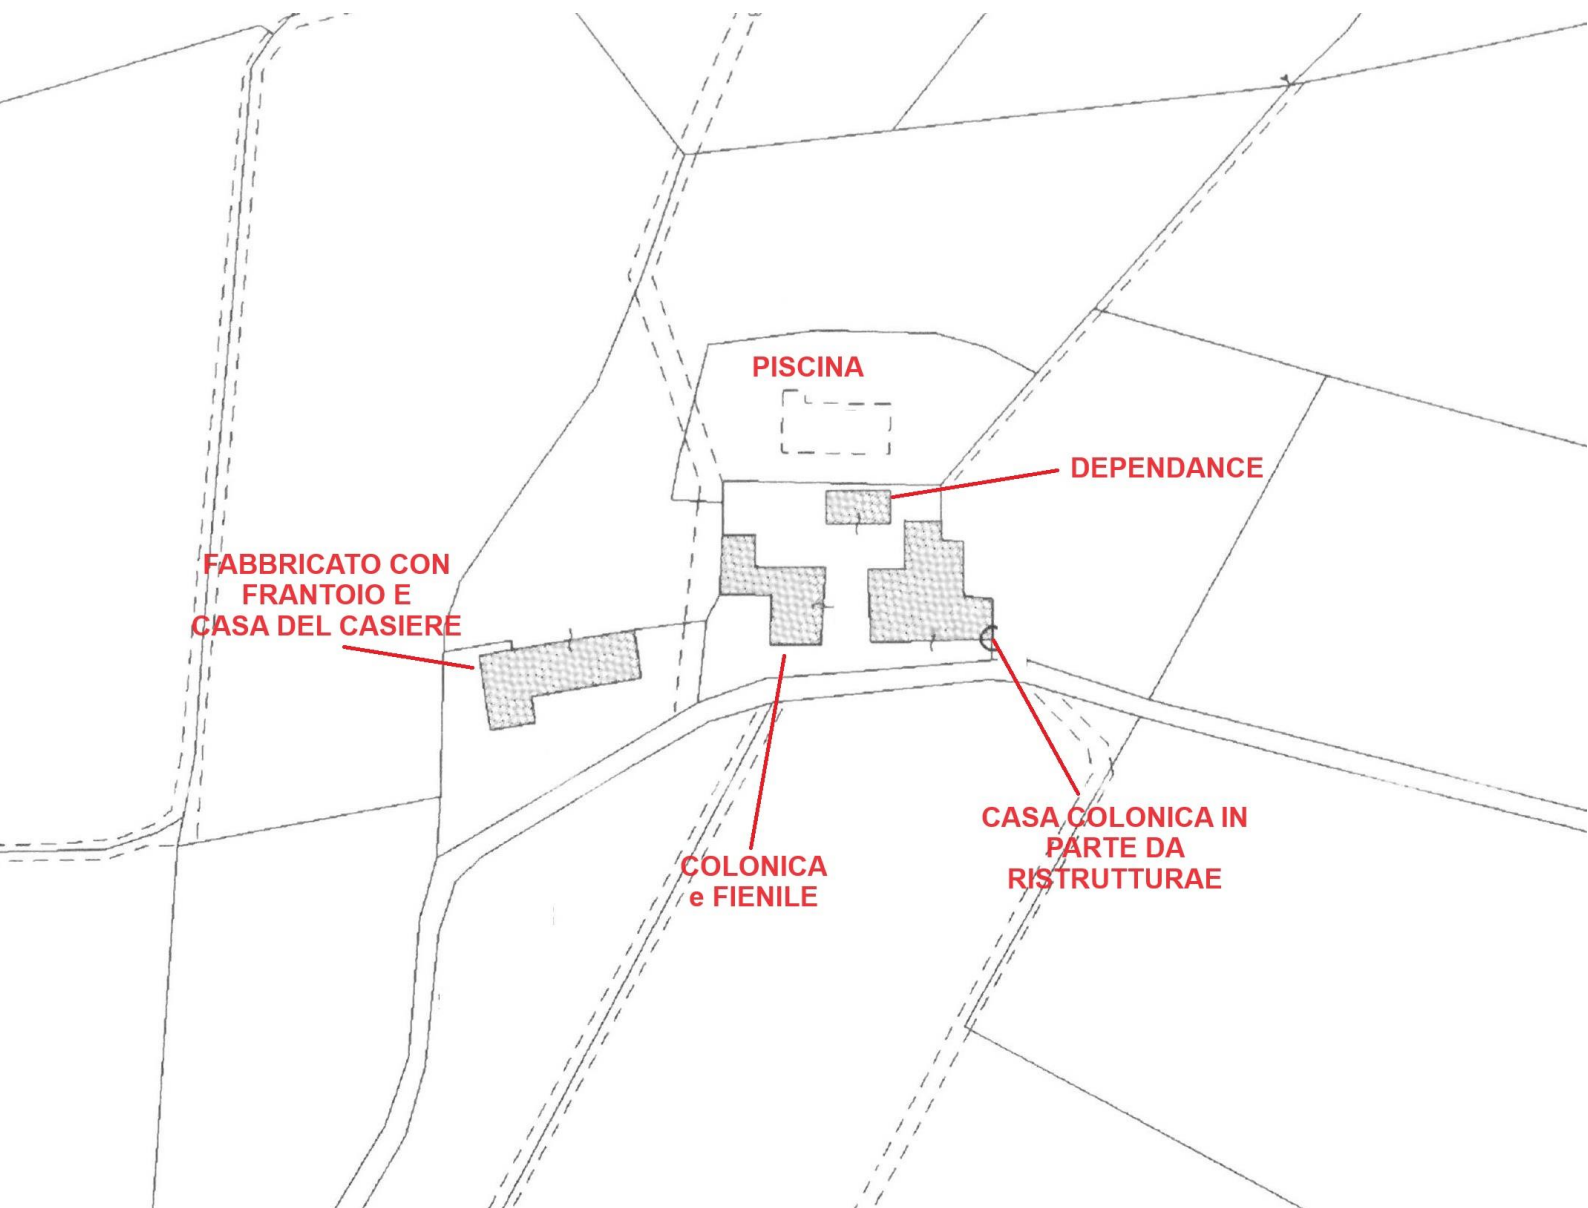 PISCINA
DEPENDANCE
FABBRICATO CON
FRANTOIO E
CASA DEL CASIERE
CASA COLONICA IN
PARTE DA
RISTRUTTURAE
COLONICA
e FIENILE